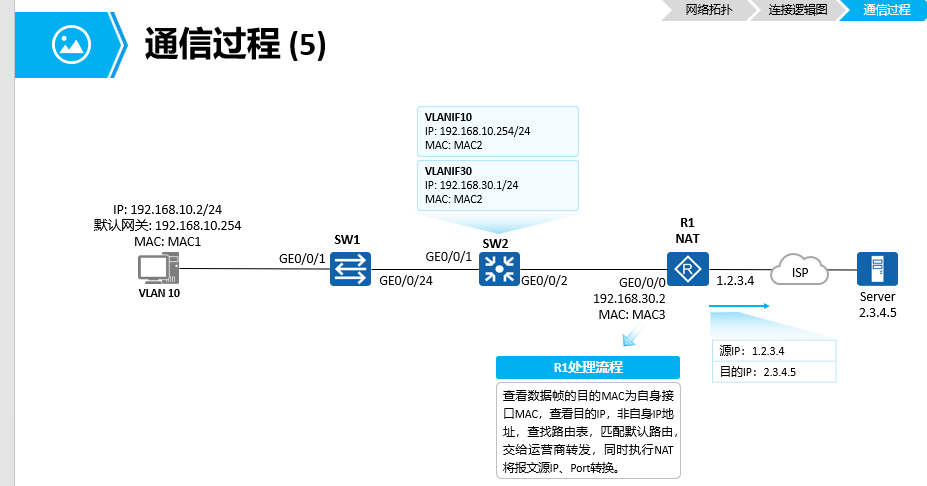 网络拓扑
连接逻辑图
通信过程
通信过程 (5)
VLANIF10
IP: 192.168.10.254/24
MAC: MAC2
VLANIF30
IP: 192.168.30.1/24
MAC: MAC2
IP: 192.168.10.2/24
默认网关: 192.168.10.254
MAC: MAC1
VLAN 10
GE0/0/1
SW1
GE0/0/24
GE0/0/1
SW2
GE0/0/2
R1
NAT
R
GE0/0/0
192.168.30.2
MAC: MAC3
1.2.3.4
ISP
Server
2.3.4.5
源IP：1.2.3.4
目的IP：2.3.4.5
R1处理流程
查看数据帧的目的MAC为自身接
口MAC，查看目的IP，非自身IP地
址，查找路由表，匹配默认路由，
交给运营商转发，同时执行NAT
将报文源IP、Port转换。